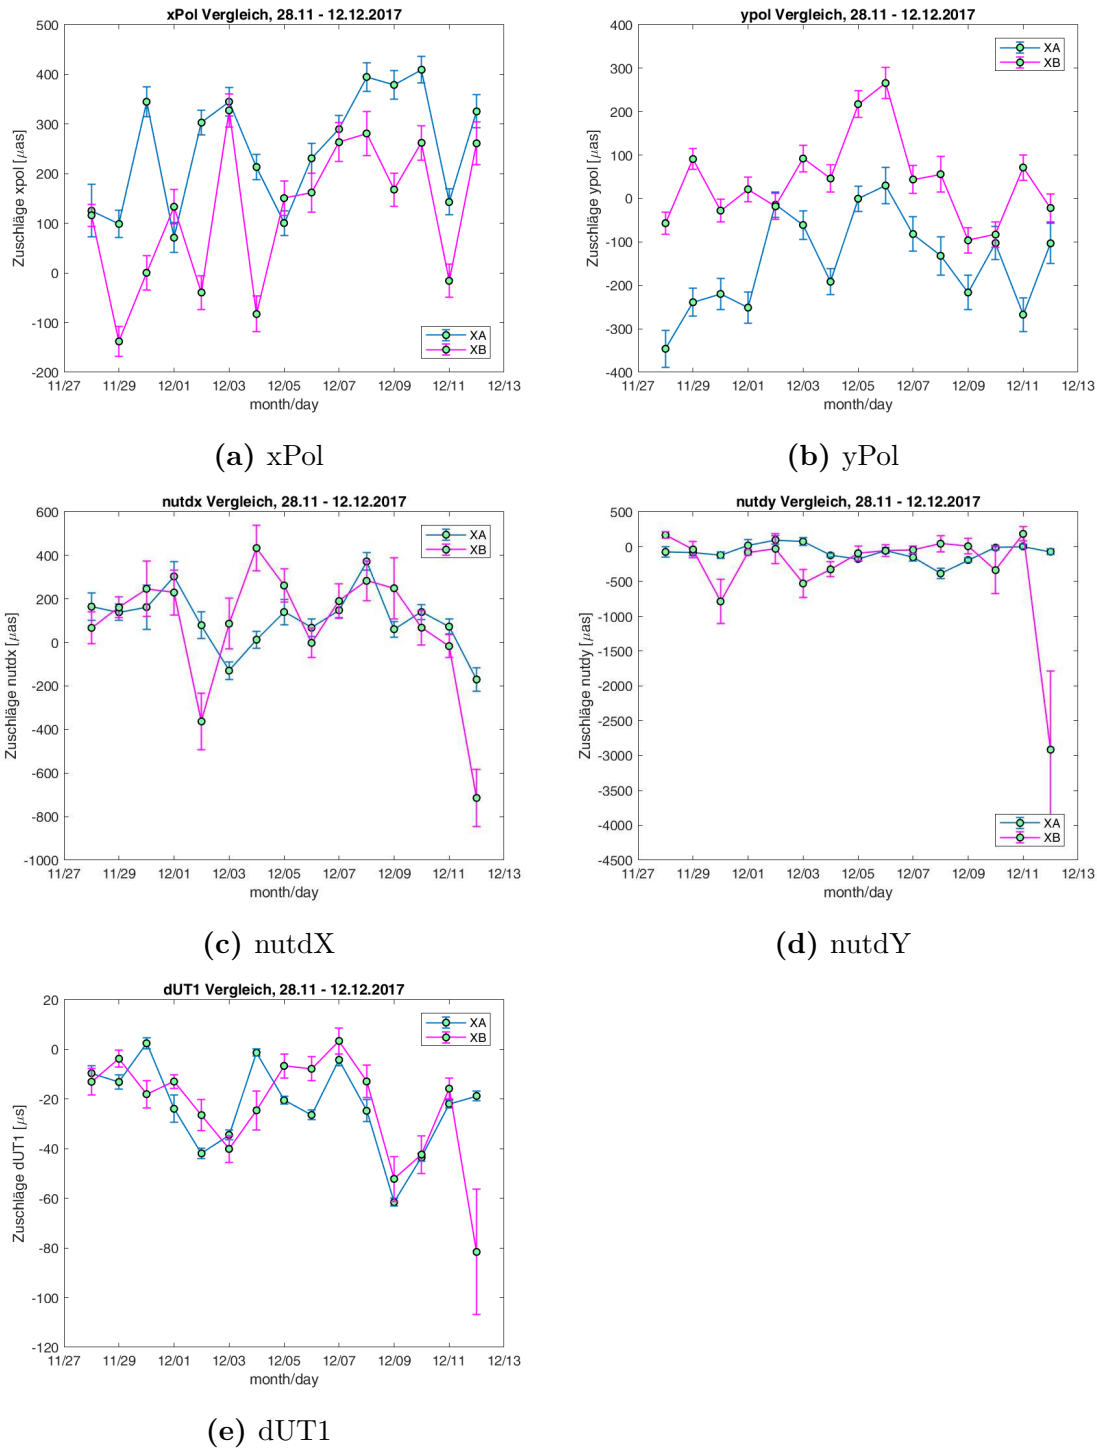 xPol Vergleich, 28.11 - 12.12.2017
500
400
300
200
100
0
-100
-200
Zuschläge xpol [μas]
XA
XB
11/27 11/29 12/01 12/03 12/05 12/07 12/09 12/11 12/13
month/day
(a) xPol
ypol Vergleich, 28.11 - 12.12.2017
400
300
200
100
0
-100
-200
-300
-400
Zuschläge ypol [μas]
XA
XB
11/27 11/29 12/01 12/03 12/05 12/07 12/09 12/11 12/13
month/day
(b) yPol
nutdx Vergleich, 28.11 - 12.12.2017
600
400
200
0
-200
-400
-600
-800
-1000
Zuschläge nutdx [μas]
XA
XB
11/27 11/29 12/01 12/03 12/05 12/07 12/09 12/11 12/13
month/day
(c) nutdX
nutdy Vergleich, 28.11 - 12.12.2017
500
0
-500
-1000
-1500
-2000
-2500
-3000
-3500
-4000
-4500
Zuschläge nutdy [μas]
XA
XB
11/27 11/29 12/01 12/03 12/05 12/07 12/09 12/11 12/13
month/day
(d) nutdY
dUT1 Vergleich, 28.11 - 12.12.2017
20
0
-20
-40
-60
-80
-100
-120
Zuschläge dUT1 [μs]
XA
XB
11/27 11/29 12/01 12/03 12/05 12/07 12/09 12/11 12/13
month/day
(e) dUT1